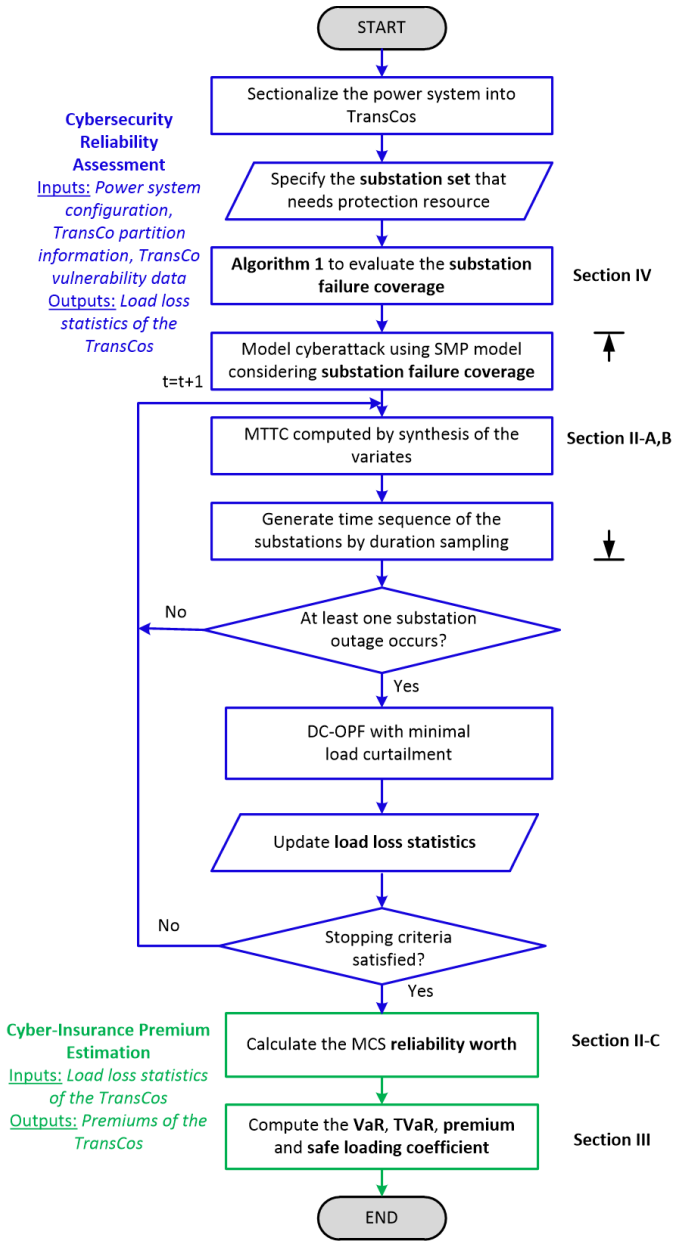 START
Sectionalize the power system into
TransCos
Cybersecurity
Reliability
Assessment
Inputs: Power system
configuration,
TransCo partition
information, TransCo
vulnerability data
Outputs: Load loss
statistics of the
TransCos
Specify the substation set that
needs protection resource
Algorithm 1 to evaluate the substation
failure coverage
Section IV
Model cyberattack using SMP model
considering substation failure coverage
t=t+1
MTTC computed by synthesis of the
variates
Section II-A,B
Generate time sequence of the
substations by duration sampling
No
At least one substation
outage occurs?
Yes
DC-OPF with minimal
load curtailment
Update load loss statistics
No
Stopping criteria
satisfied?
Yes
Cyber-Insurance Premium
Estimation
Inputs: Load loss statistics
of the TransCos
Outputs: Premiums of the
TransCos
Calculate the MCS reliability worth
Section II-C
Compute the VaR, TVaR, premium
and safe loading coefficient
Section III
END